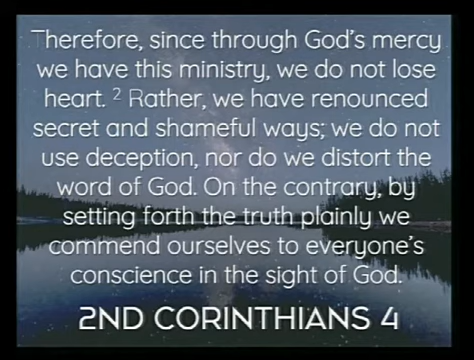 Therefore, since through God's mercy
we have this ministry, we do not lose
heart. 2 Rather, we have renounced
secret and shameful ways; we do not
use deception, nor do we distort the
word of God. On the contrary, by
setting forth the truth plainly we
commend ourselves to everyone's
conscience in the sight of God.
2ND CORINTHIANS 4